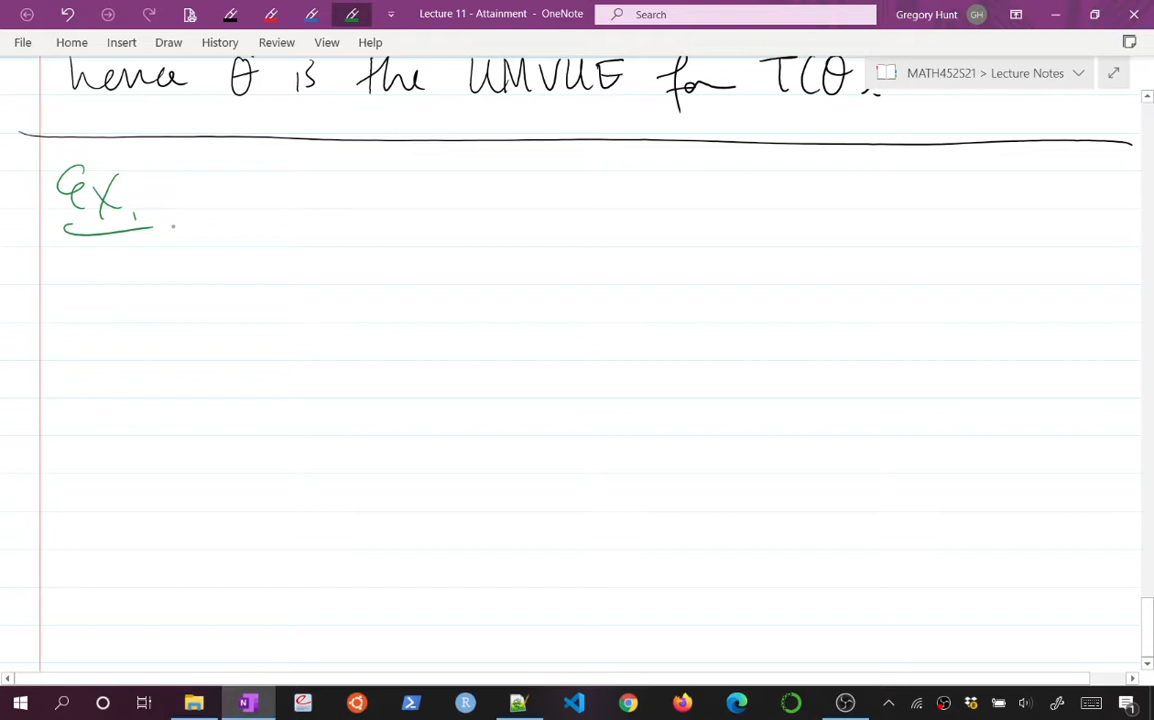 Lecture 11 - Attainment - OneNote
Search
Gregory Hunt
GH
File Home Insert Draw History Review View Help
hence θ is the UMVUE for τ(θ).
MATH452S21 > Lecture Notes
ex.